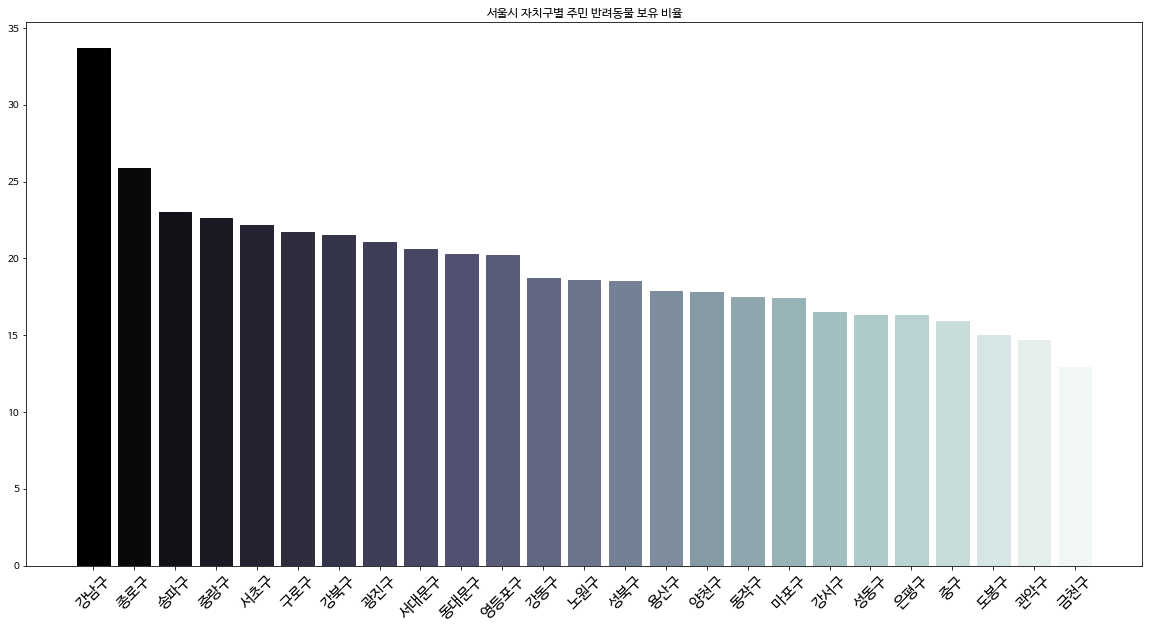 서울시 자치구별 주민 반려동물 보유 비율
35
30
25
20
15
10
5
0
강남구
종로구
송파구
중랑구
서초구
구로구
강북구
광진구
서대문구
동대문구
영등포구
강동구
노원구
성북구
용산구
양천구
동작구
마포구
강서구
성동구
은평구
중구
도봉구
관악구
금천구